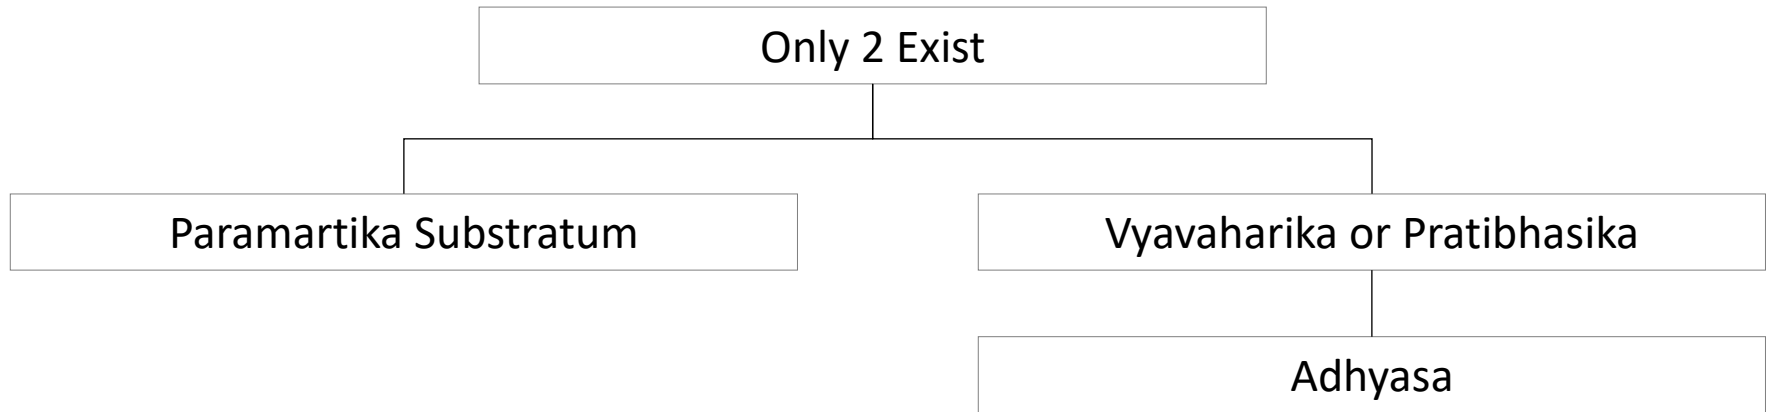 Only 2 Exist
Paramartika Substratum
Vyavaharika or Pratibhasika
Adhyasa